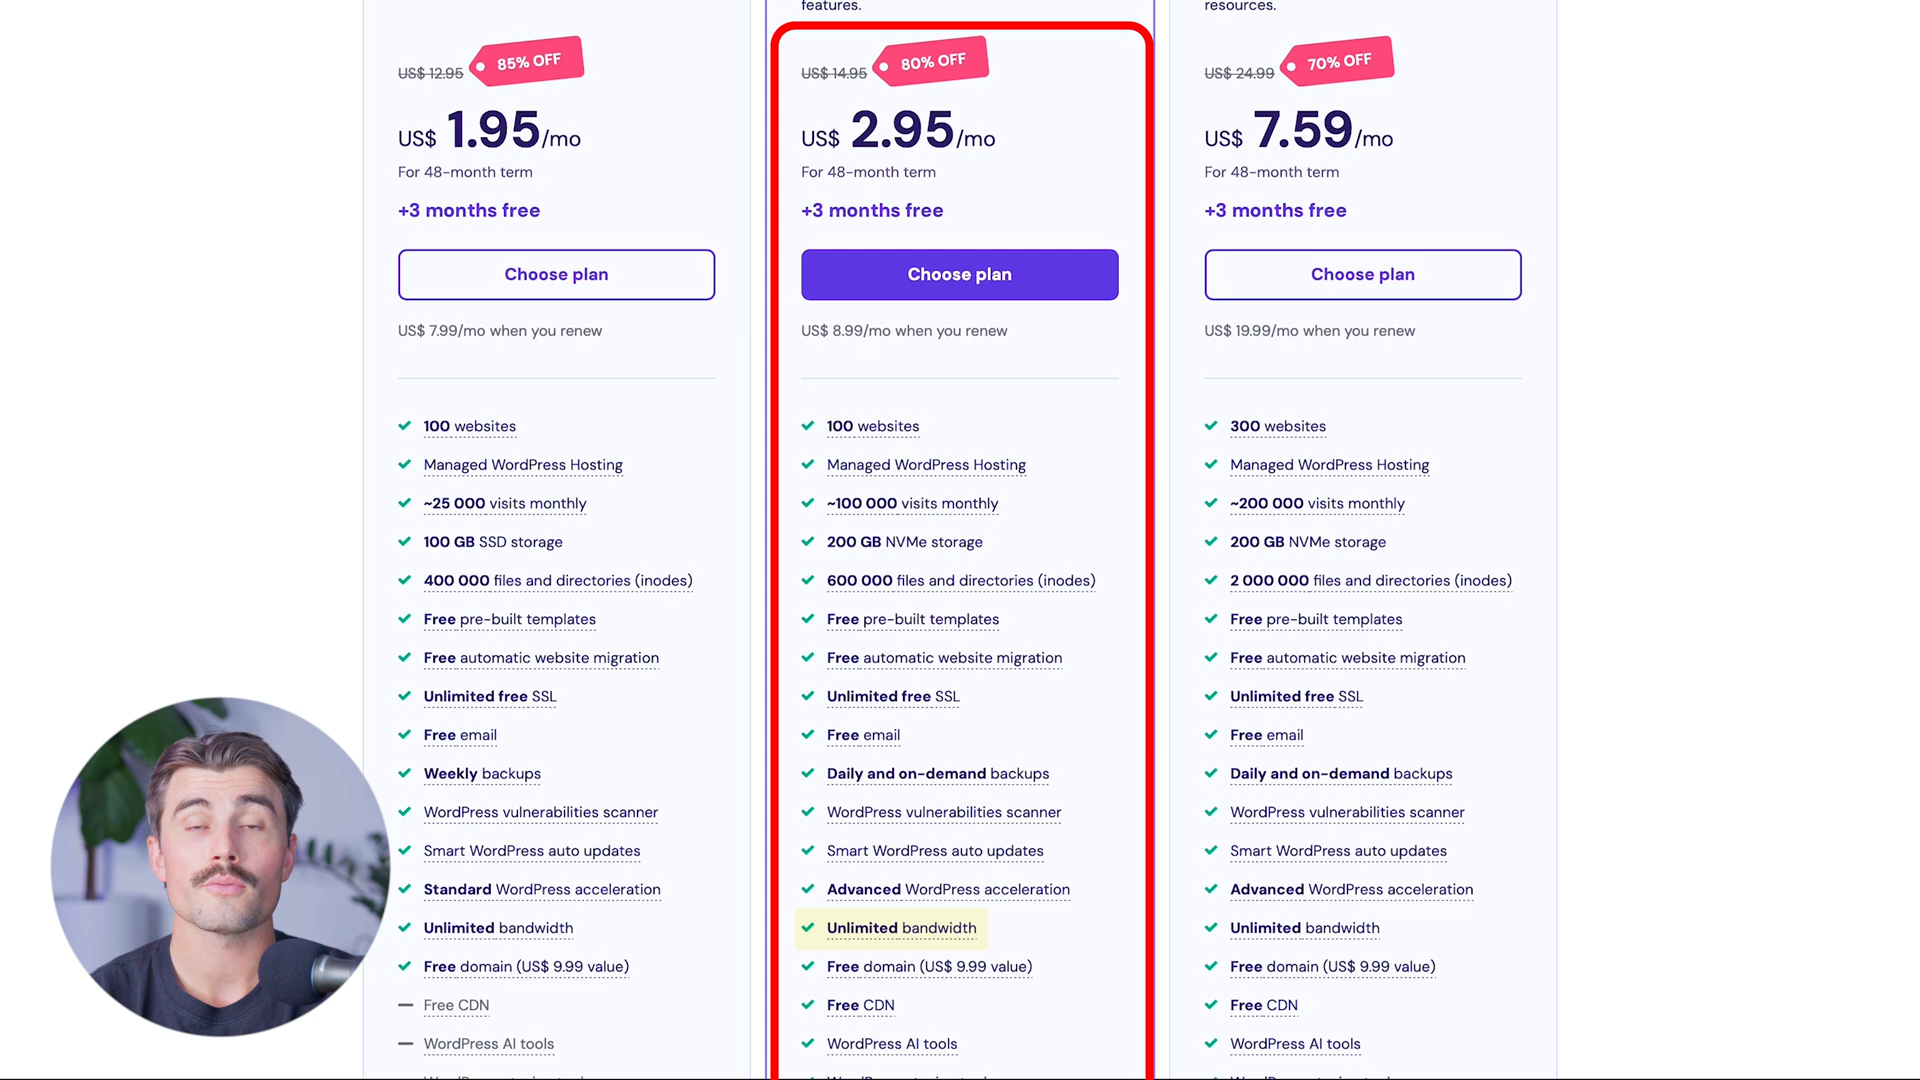 US$ 12.95 85% OFF
US$ 1.95/mo
For 48-month term
+3 months free
Choose plan
US$ 7.99/mo when you renew
100 websites
Managed WordPress Hosting
~25 000 visits monthly
100 GB SSD storage
400 000 files and directories (inodes)
Free pre-built templates
Free automatic website migration
Unlimited free SSL
Free email
Weekly backups
WordPress vulnerabilities scanner
Smart WordPress auto updates
Standard WordPress acceleration
Unlimited bandwidth
Free domain (US$ 9.99 value)
Free CDN
WordPress AI tools
features.
US$ 14.95 80% OFF
US$ 2.95/mo
For 48-month term
+3 months free
Choose plan
US$ 8.99/mo when you renew
100 websites
Managed WordPress Hosting
~100 000 visits monthly
200 GB NVMe storage
600 000 files and directories (inodes)
Free pre-built templates
Free automatic website migration
Unlimited free SSL
Free email
Daily and on-demand backups
WordPress vulnerabilities scanner
Smart WordPress auto updates
Advanced WordPress acceleration
Unlimited bandwidth
Free domain (US$ 9.99 value)
Free CDN
WordPress AI tools
resources.
US$ 24.99 70% OFF
US$ 7.59/mo
For 48-month term
+3 months free
Choose plan
US$ 19.99/mo when you renew
300 websites
Managed WordPress Hosting
~200 000 visits monthly
200 GB NVMe storage
2 000 000 files and directories (inodes)
Free pre-built templates
Free automatic website migration
Unlimited free SSL
Free email
Daily and on-demand backups
WordPress vulnerabilities scanner
Smart WordPress auto updates
Advanced WordPress acceleration
Unlimited bandwidth
Free domain (US$ 9.99 value)
Free CDN
WordPress AI tools